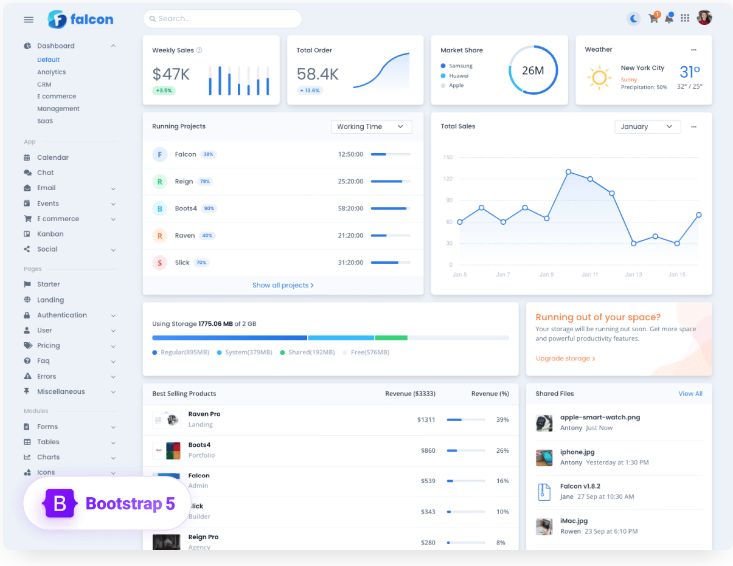 falcon
Search...
Dashboard
Default
Analytics
CRM
E commerce
Management
SaaS
App
Calendar
Chat
Email
Events
E commerce
Kanban
Social
Pages
Starter
Landing
Authentication
User
Pricing
Faq
Errors
Miscellaneous
Modules
Forms
Tables
Charts
Icons
B Bootstrap 5
Weekly Sales
$47K
+3.5%
Total Order
58.4K
+ 13.6%
Market Share
Samsung
Huawei
Apple
26M
Weather
New York City
Sunny
Precipitation: 50%
31°
32° / 25°
Running Projects
Working Time
F Falcon 38% 12:50:00
R Reign 79% 25:20:00
B Boots4 90% 58:20:00
R Raven 40% 21:20:00
S Slick 70% 31:20:00
Show all projects >
Total Sales
January
150
120
90
60
30
0
Jan 5 Jan 7 Jan 9 Jan 11 Jan 13 Jan 15
Using Storage 1775.06 MB of 2 GB
Regular(895MB) System(379MB) Shared(192MB) Free(576MB)
Running out of your space?
Your storage will be running out soon. Get more space
and powerful productivity features.
Upgrade storage >
Best Selling Products Revenue ($3333) Revenue (%)
Raven Pro
Landing
$1311 39%
Boots4
Portfolio
$860 26%
Falcon
Admin
$539 16%
Slick
Builder
$343 10%
Reign Pro
Agency
$280 8%
Shared Files View All
apple-smart-watch.png
Antony Just Now
iphone.jpg
Antony Yesterday at 1:30 PM
Falcon v1.8.2
Jane 27 Sep at 10:30 AM
iMac.jpg
Rowen 23 Sep at 6:10 PM